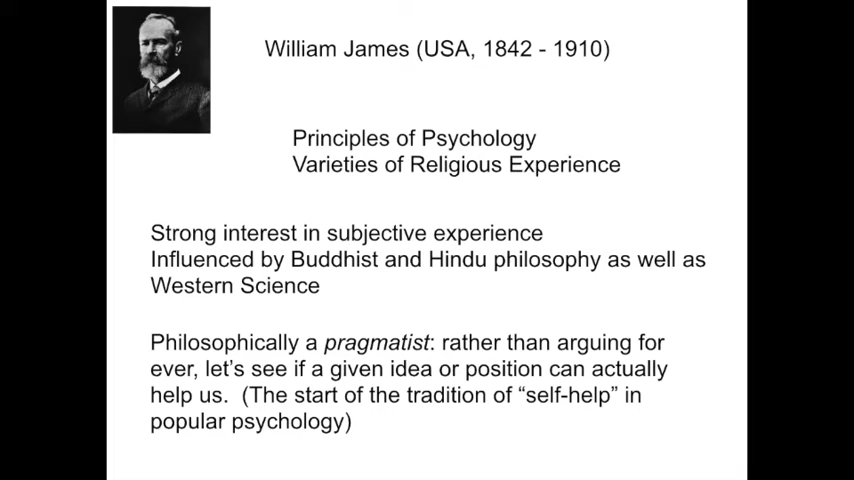 William James (USA, 1842 - 1910)
Principles of Psychology
Varieties of Religious Experience
Strong interest in subjective experience
Influenced by Buddhist and Hindu philosophy as well as
Western Science
Philosophically a pragmatist: rather than arguing for
ever, let's see if a given idea or position can actually
help us.  (The start of the tradition of “self-help” in
popular psychology)